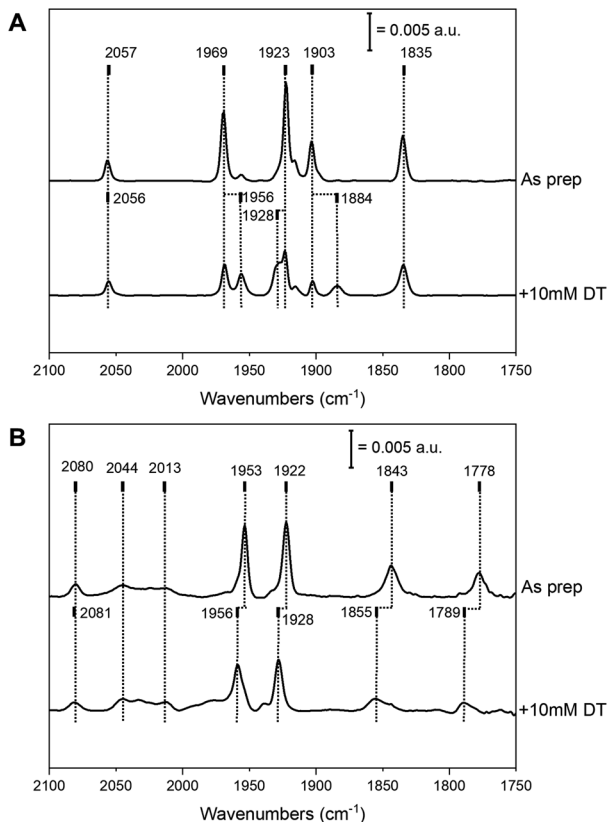 A
= 0.005 a.u.
2057 1969 1923 1903 1835
As prep
2056 1956 1884
1928
+10mM DT
2100 2050 2000 1950 1900 1850 1800 1750
Wavenumbers (cm-1)
B
= 0.005 a.u.
2080 2044 2013 1953 1922 1843 1778
As prep
2081 1956 1928 1855 1789
+10mM DT
2100 2050 2000 1950 1900 1850 1800 1750
Wavenumbers (cm-1)